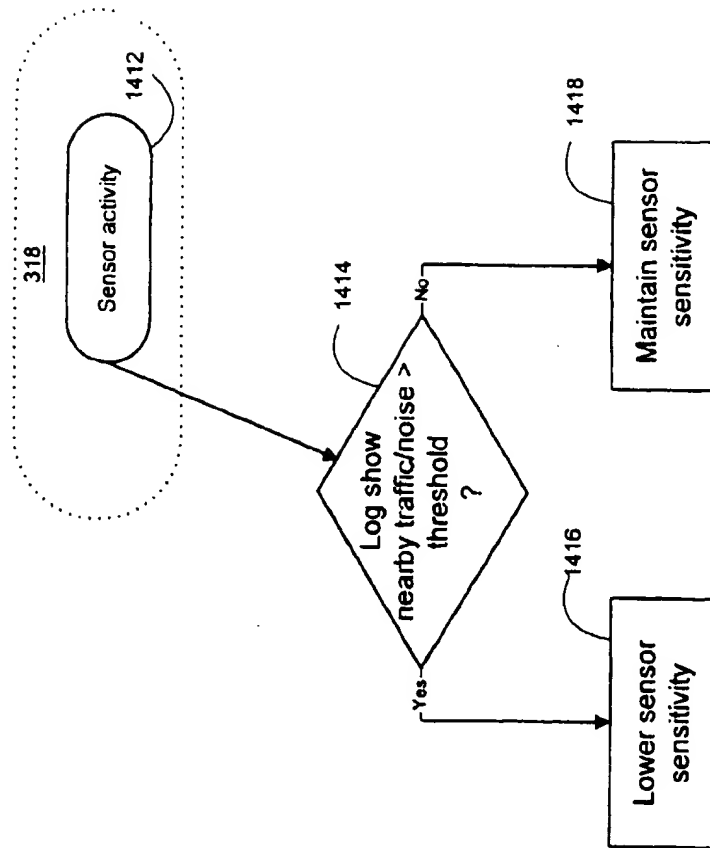 318
Sensor activity
1412
Log show
nearby traffic/noise >
threshold
?
1414
Yes
No
Lower sensor
sensitivity
1416
Maintain sensor
sensitivity
1418